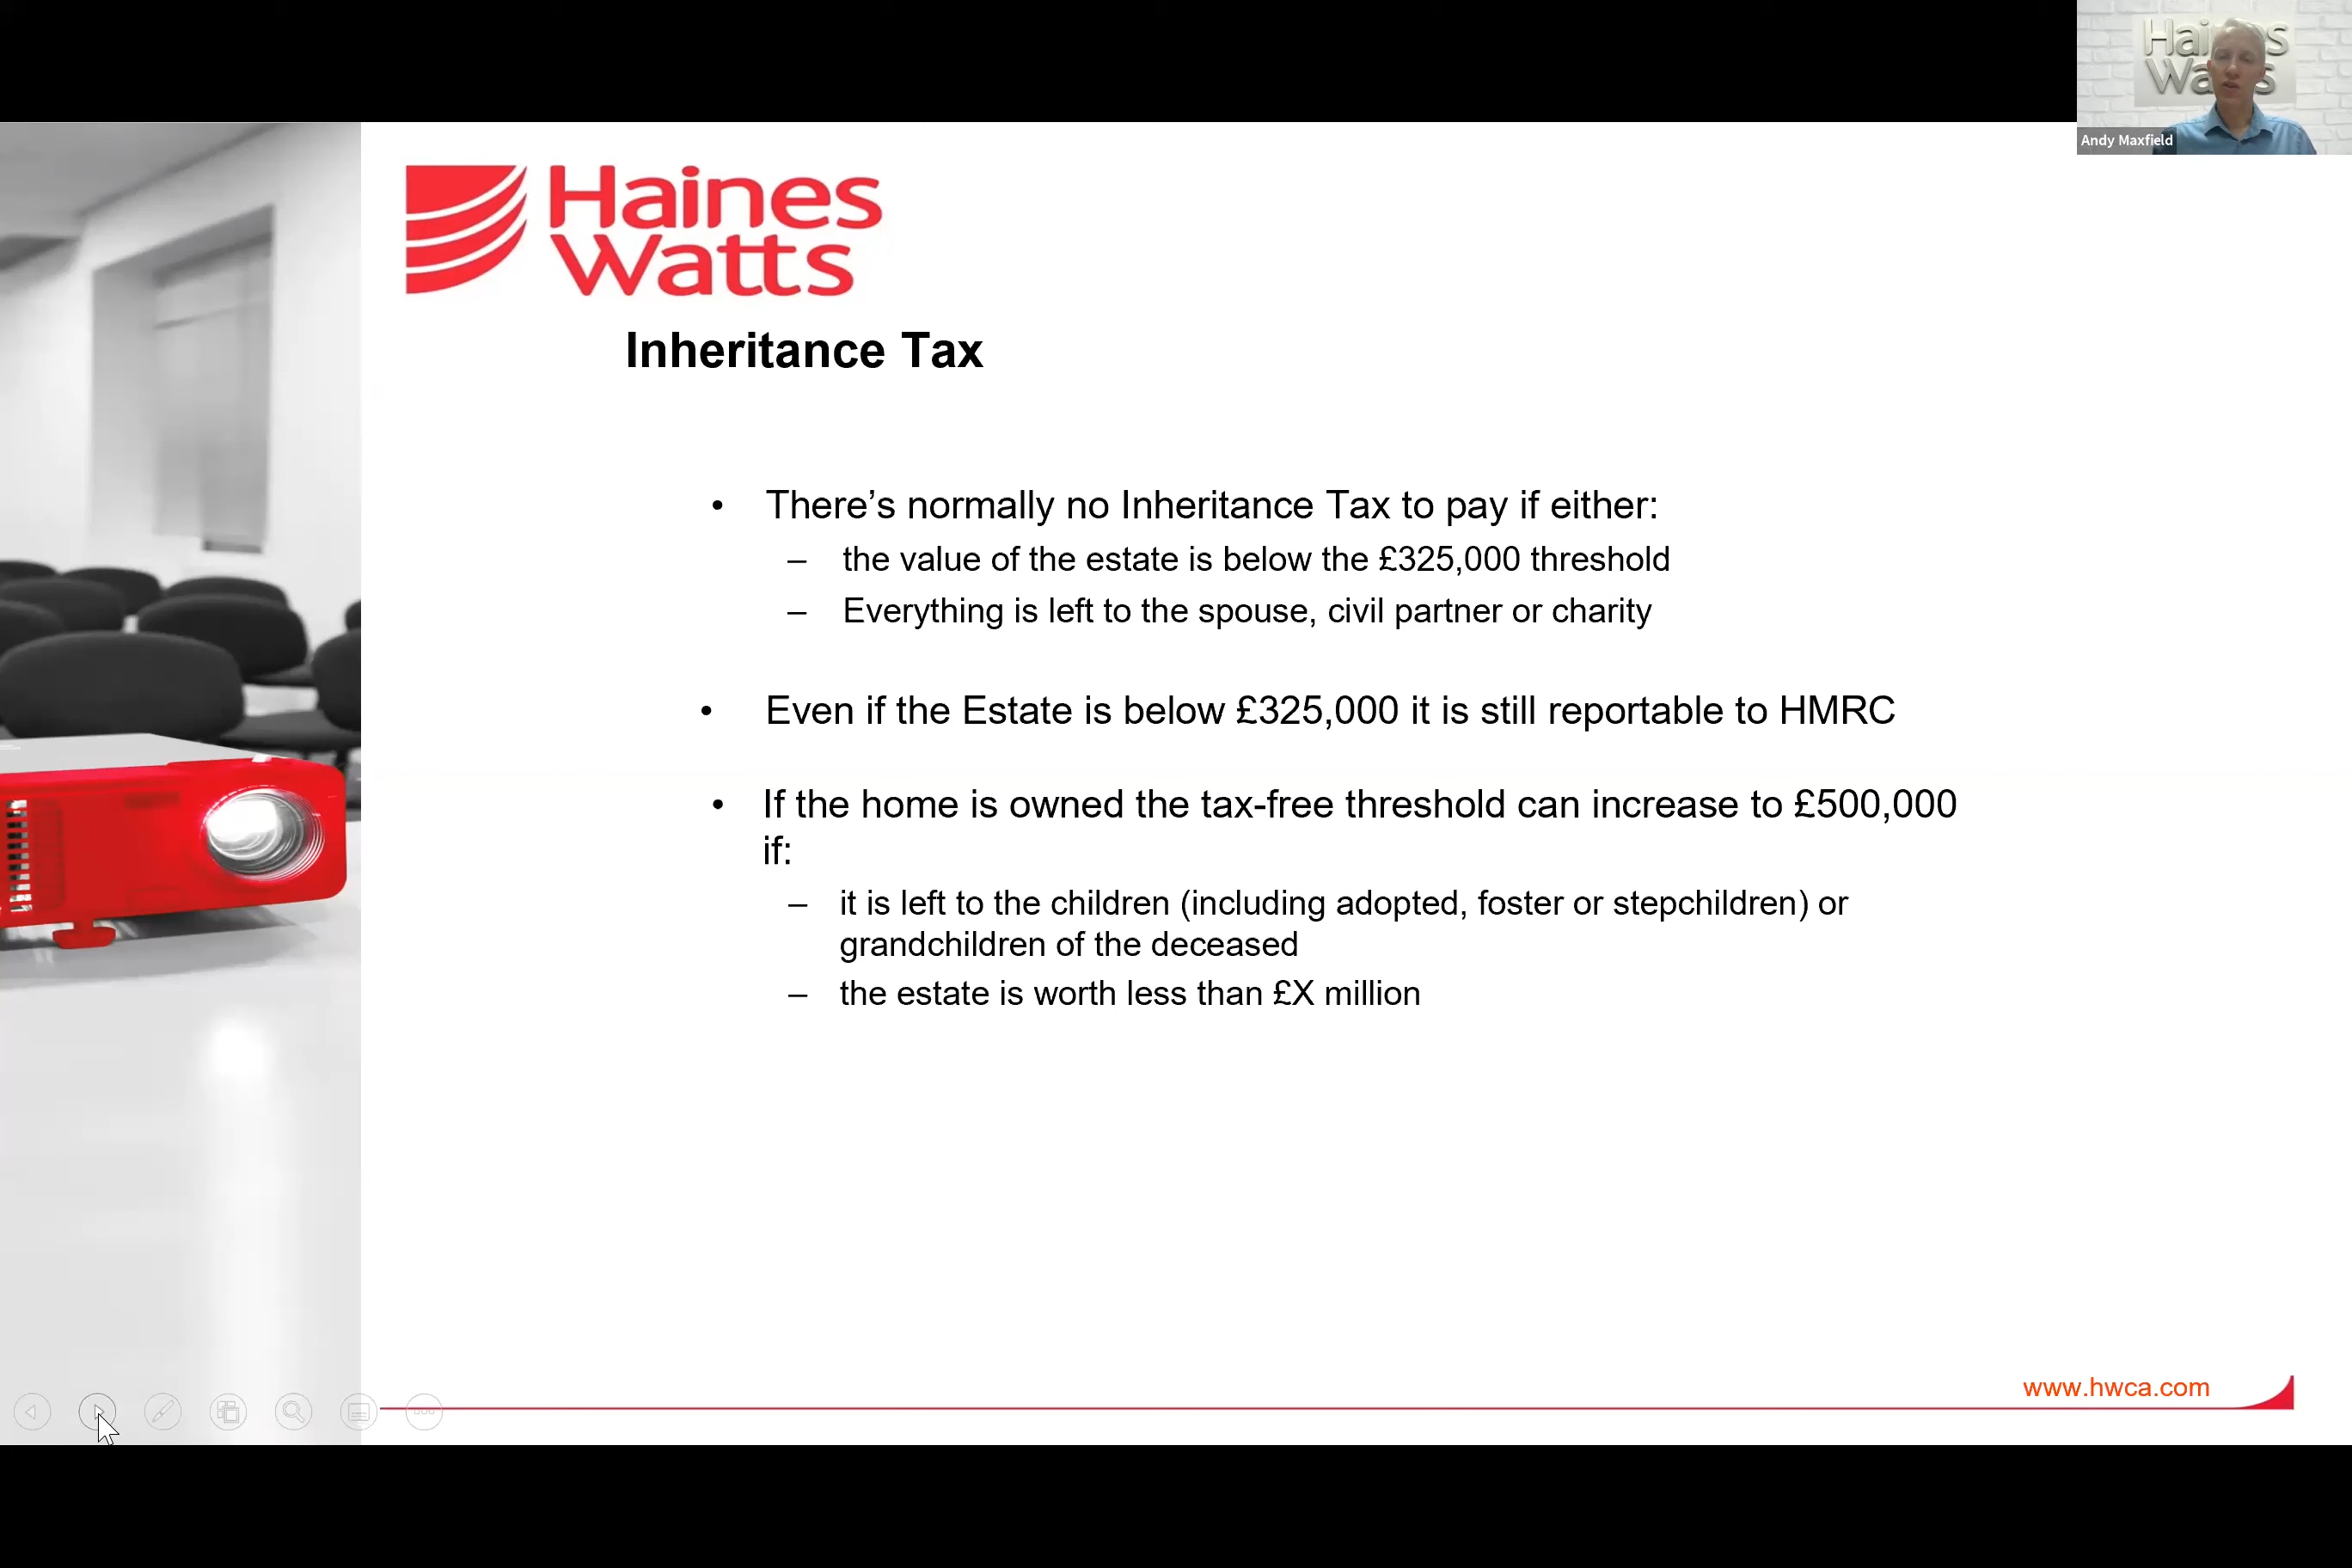 Haines
Watts
Andy Maxfield
Haines
Watts
Inheritance Tax
• There’s normally no Inheritance Tax to pay if either:
– the value of the estate is below the £325,000 threshold
– Everything is left to the spouse, civil partner or charity
• Even if the Estate is below £325,000 it is still reportable to HMRC
• If the home is owned the tax-free threshold can increase to £500,000
if:
– it is left to the children (including adopted, foster or stepchildren) or
grandchildren of the deceased
– the estate is worth less than £X million
www.hwca.com